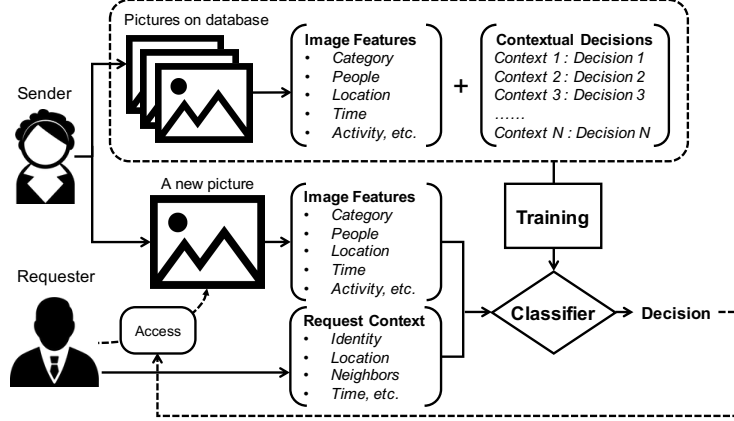 Pictures on database
Image Features
• Category
• People
• Location
• Time
• Activity, etc.
+
Contextual Decisions
Context 1 : Decision 1
Context 2 : Decision 2
Context 3 : Decision 3
......
Context N : Decision N
Sender
A new picture
Image Features
• Category
• People
• Location
• Time
• Activity, etc.
Training
Requester
Access
Request Context
• Identity
• Location
• Neighbors
• Time, etc.
Classifier
Decision